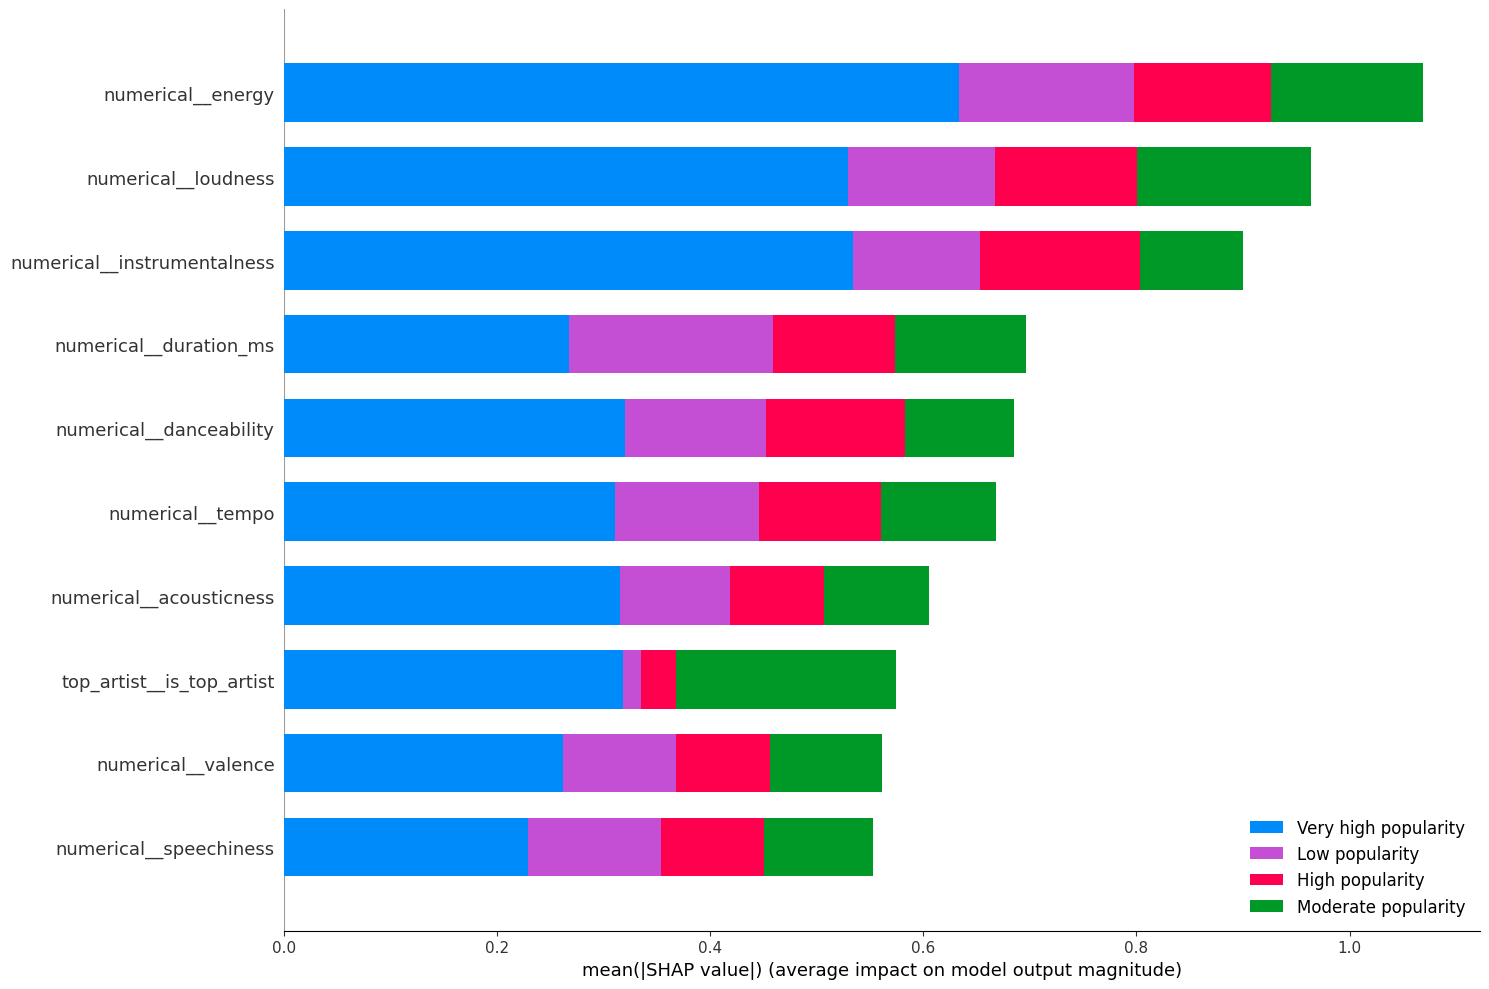 numerical__energy
numerical__loudness
numerical__instrumentalness
numerical__duration_ms
numerical__danceability
numerical__tempo
numerical__acousticness
top_artist__is_top_artist
numerical__valence
numerical__speechiness
Very high popularity
Low popularity
High popularity
Moderate popularity
0.0 0.2 0.4 0.6 0.8 1.0
mean(|SHAP value|) (average impact on model output magnitude)